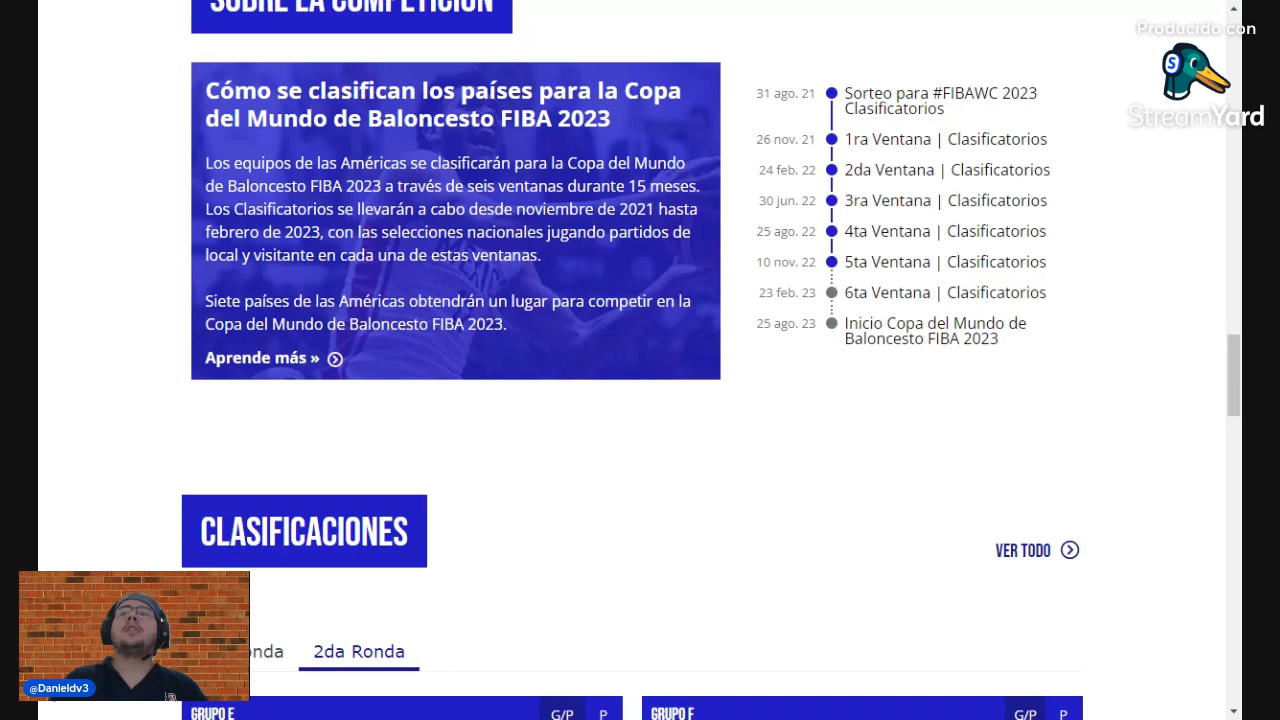 SOBRE LA COMPETICIÓN
Producido con
StreamYard
Cómo se clasifican los países para la Copa
del Mundo de Baloncesto FIBA 2023
Los equipos de las Américas se clasificarán para la Copa del Mundo
de Baloncesto FIBA 2023 a través de seis ventanas durante 15 meses.
Los Clasificatorios se llevarán a cabo desde noviembre de 2021 hasta
febrero de 2023, con las selecciones nacionales jugando partidos de
local y visitante en cada una de estas ventanas.
Siete países de las Américas obtendrán un lugar para competir en la
Copa del Mundo de Baloncesto FIBA 2023.
Aprende más »
31 ago. 21 Sorteo para #FIBAWC 2023
Clasificatorios
26 nov. 21 1ra Ventana | Clasificatorios
24 feb. 22 2da Ventana | Clasificatorios
30 jun. 22 3ra Ventana | Clasificatorios
25 ago. 22 4ta Ventana | Clasificatorios
10 nov. 22 5ta Ventana | Clasificatorios
23 feb. 23 6ta Ventana | Clasificatorios
25 ago. 23 Inicio Copa del Mundo de
Baloncesto FIBA 2023
CLASIFICACIONES
VER TODO
2da Ronda
@Danieldv3
GRUPO E G/P P
GRUPO F G/P P